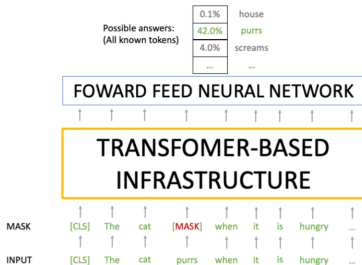 0.1% house
Possible answers: 42.0% purrs
(All known tokens) 4.0% screams
... ...
FOWARD FEED NEURAL NETWORK
TRANSFOMER-BASED
INFRASTRUCTURE
MASK [CLS] The cat [MASK] when it is hungry ...
INPUT [CLS] The cat purrs when it is hungry ...